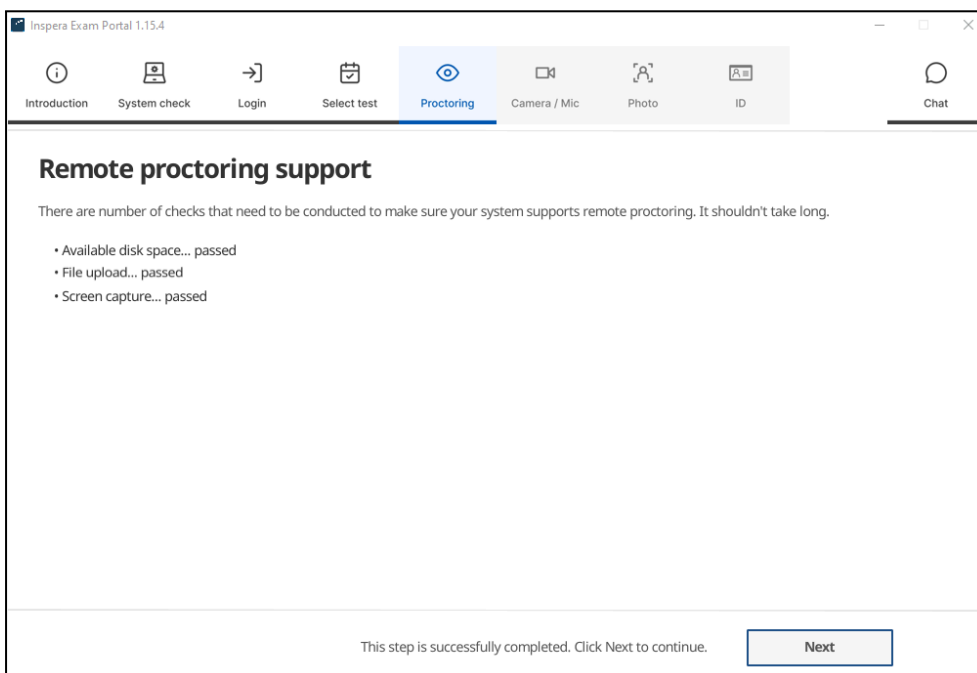 Inspera Exam Portal 1.15.4
Introduction
System check
Login
Select test
Proctoring
Camera / Mic
Photo
ID
Chat
Remote proctoring support
There are number of checks that need to be conducted to make sure your system supports remote proctoring. It shouldn't take long.
• Available disk space... passed
• File upload... passed
• Screen capture... passed
This step is successfully completed. Click Next to continue.
Next